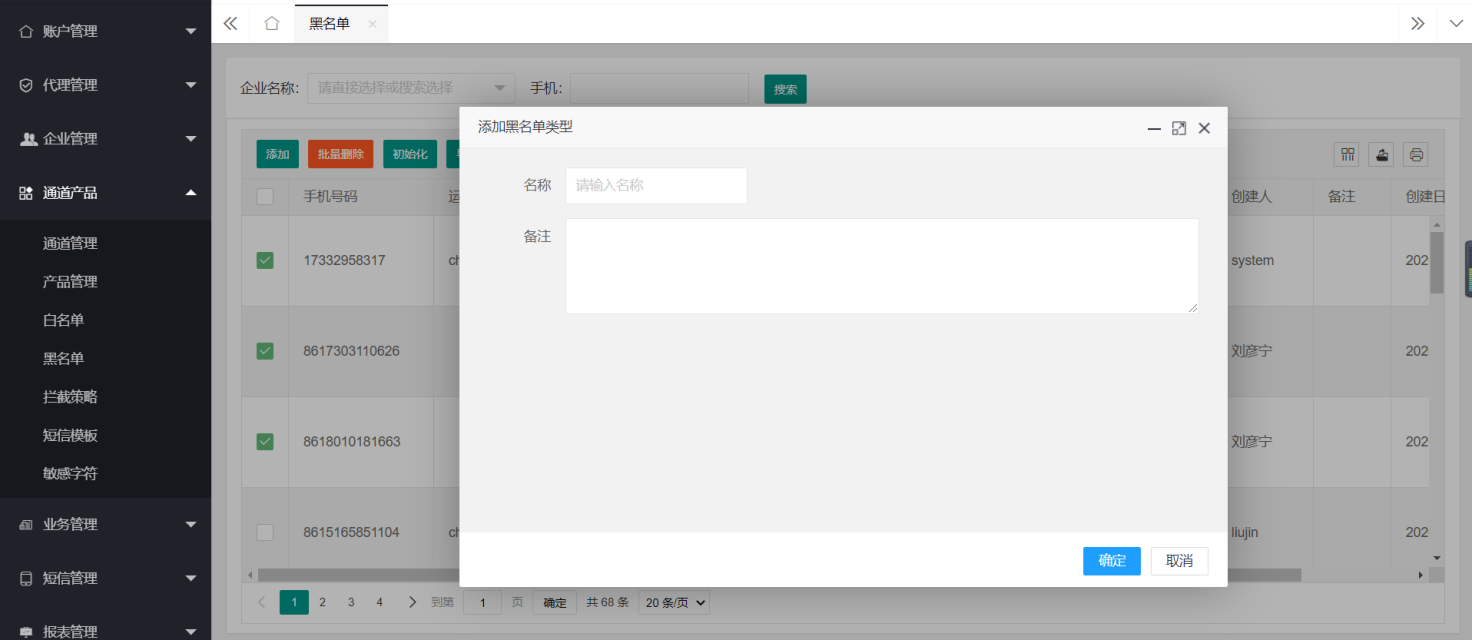 账户管理
代理管理
企业管理
通道产品
通道管理
产品管理
白名单
黑名单
拦截策略
短信模板
敏感字符
业务管理
短信管理
报表管理
黑名单
企业名称： 请直接选择或搜索选择 手机： 搜索
添加 批量删除 初始化
手机号码 创建人 备注 创建日
17332958317 ch system 202
8617303110626 刘彦宁 202
8618010181663 刘彦宁 202
8615165851104 ch liujin 202
1 2 3 4 到第 1 页 确定 共 68 条 20 条/页
添加黑名单类型
名称 请输入名称
备注
确定 取消